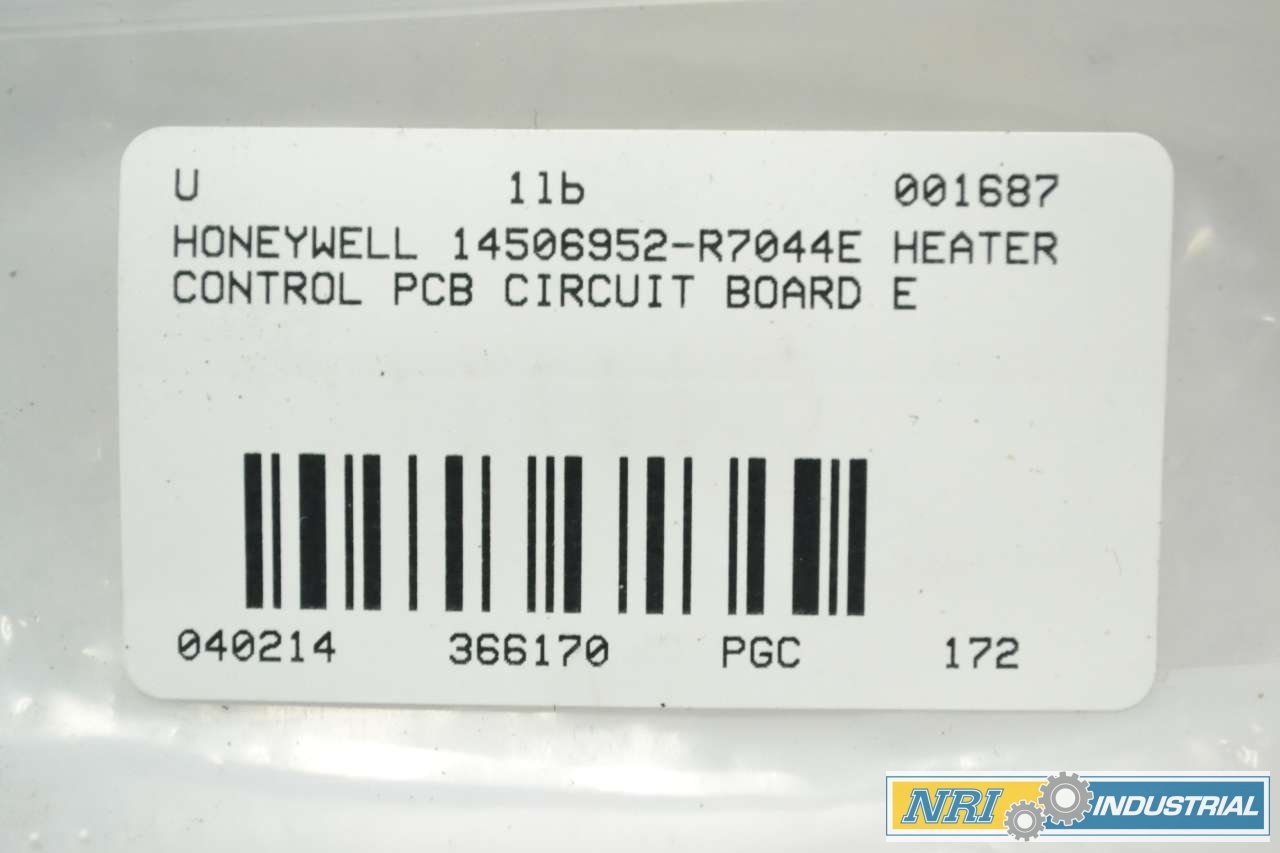 U 1lb 001687
HONEYWELL 14506952-R7044E HEATER
CONTROL PCB CIRCUIT BOARD E
040214 366170 PGC 172
NRI INDUSTRIAL